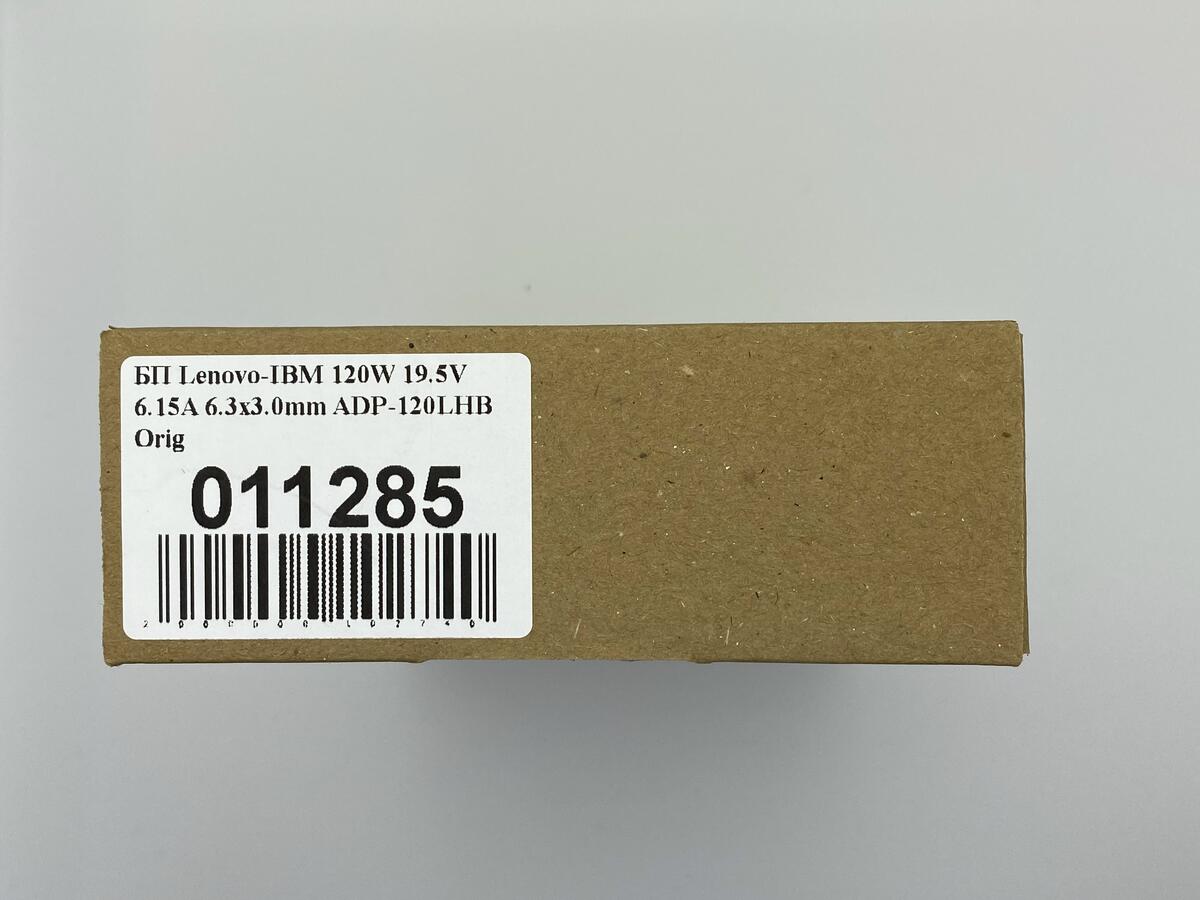 БП Lenovo-IBM 120W 19.5V
6.15A 6.3x3.0mm ADP-120LHB
Orig
011285